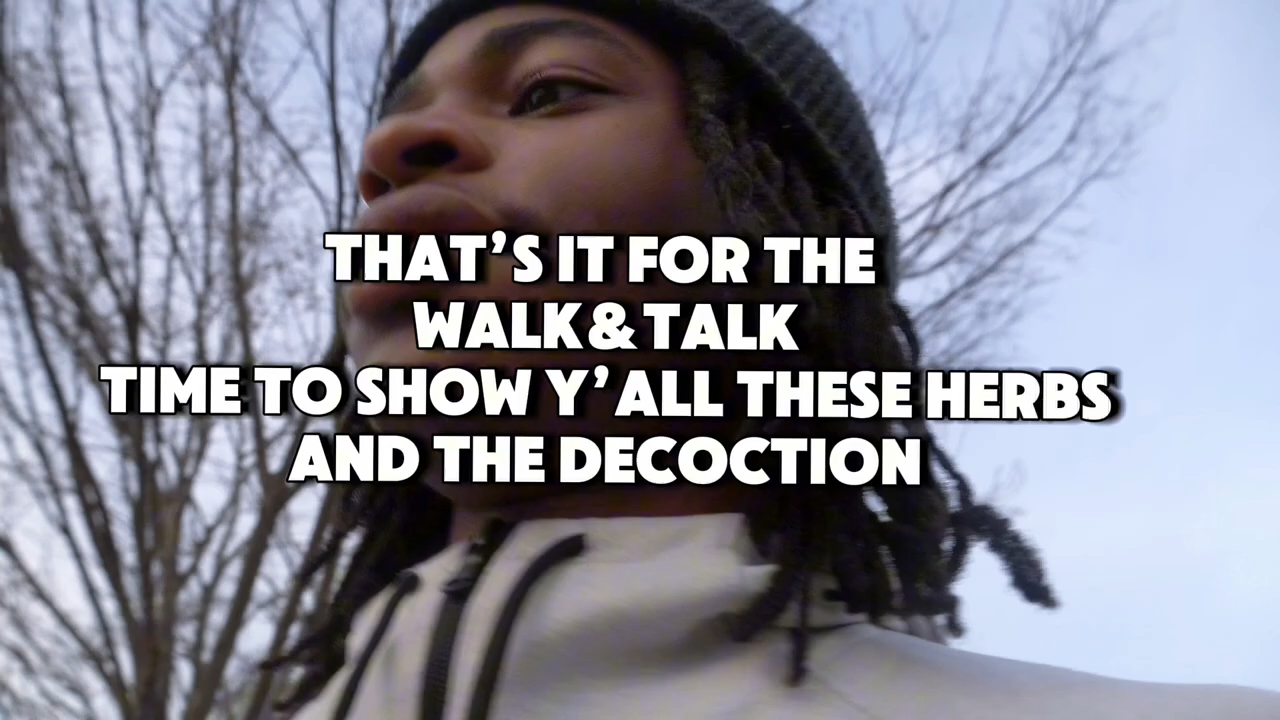 THAT'S IT FOR THE
WALK & TALK
TIME TO SHOW Y'ALL THESE HERBS
AND THE DECOCTION